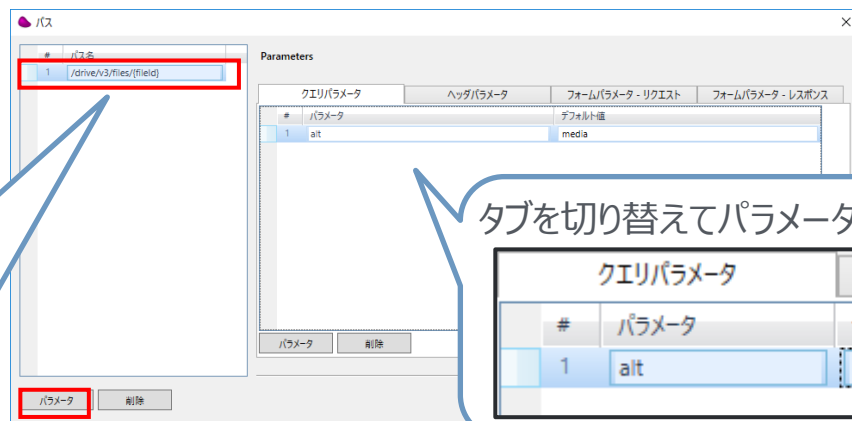 パス
# パス名
1 /drive/v3/files/{fileId}
パラメータ 削除
Parameters
クエリパラメータ ヘッダパラメータ フォームパラメータ - リクエスト フォームパラメータ - レスポンス
# パラメータ デフォルト値
1 alt media
パラメータ 削除
タブを切り替えてパラメータ
クエリパラメータ
# パラメータ
1 alt